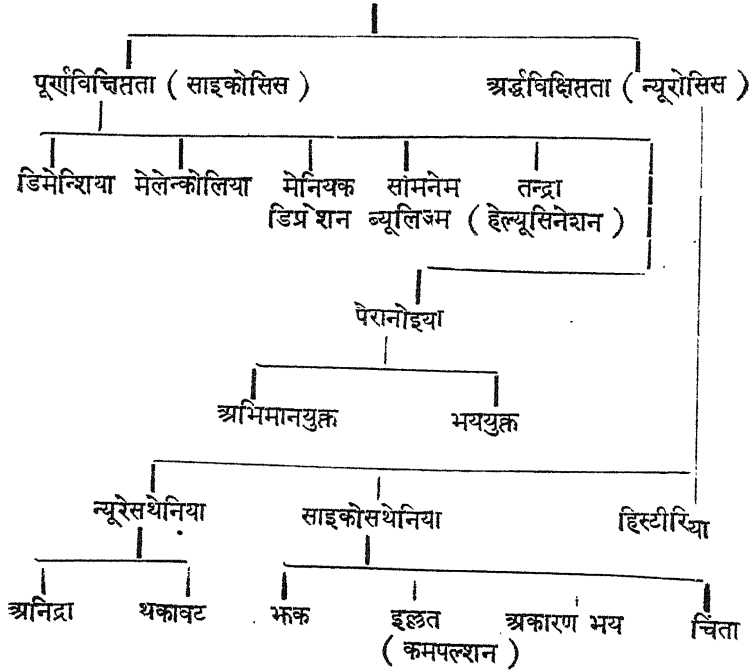 पूर्णविक्षिप्तता ( साइकोसिस ) अर्द्धविक्षिप्तता ( न्यूरोसिस )
डिमेन्शिया मेलेन्कोलिया मेनियक सांमनेम तन्द्रा
डिप्रेशन ब्यूलिज्म ( हेल्यूसिनेशन )
पैरानोइया
अभिमानयुक्त भययुक्त
न्यूरेसथेनिया साइकोसथेनिया हिस्टीरिया
अनिद्रा थकावट झक इल्लत अकारण भय चिंता
( कमपल्शन )